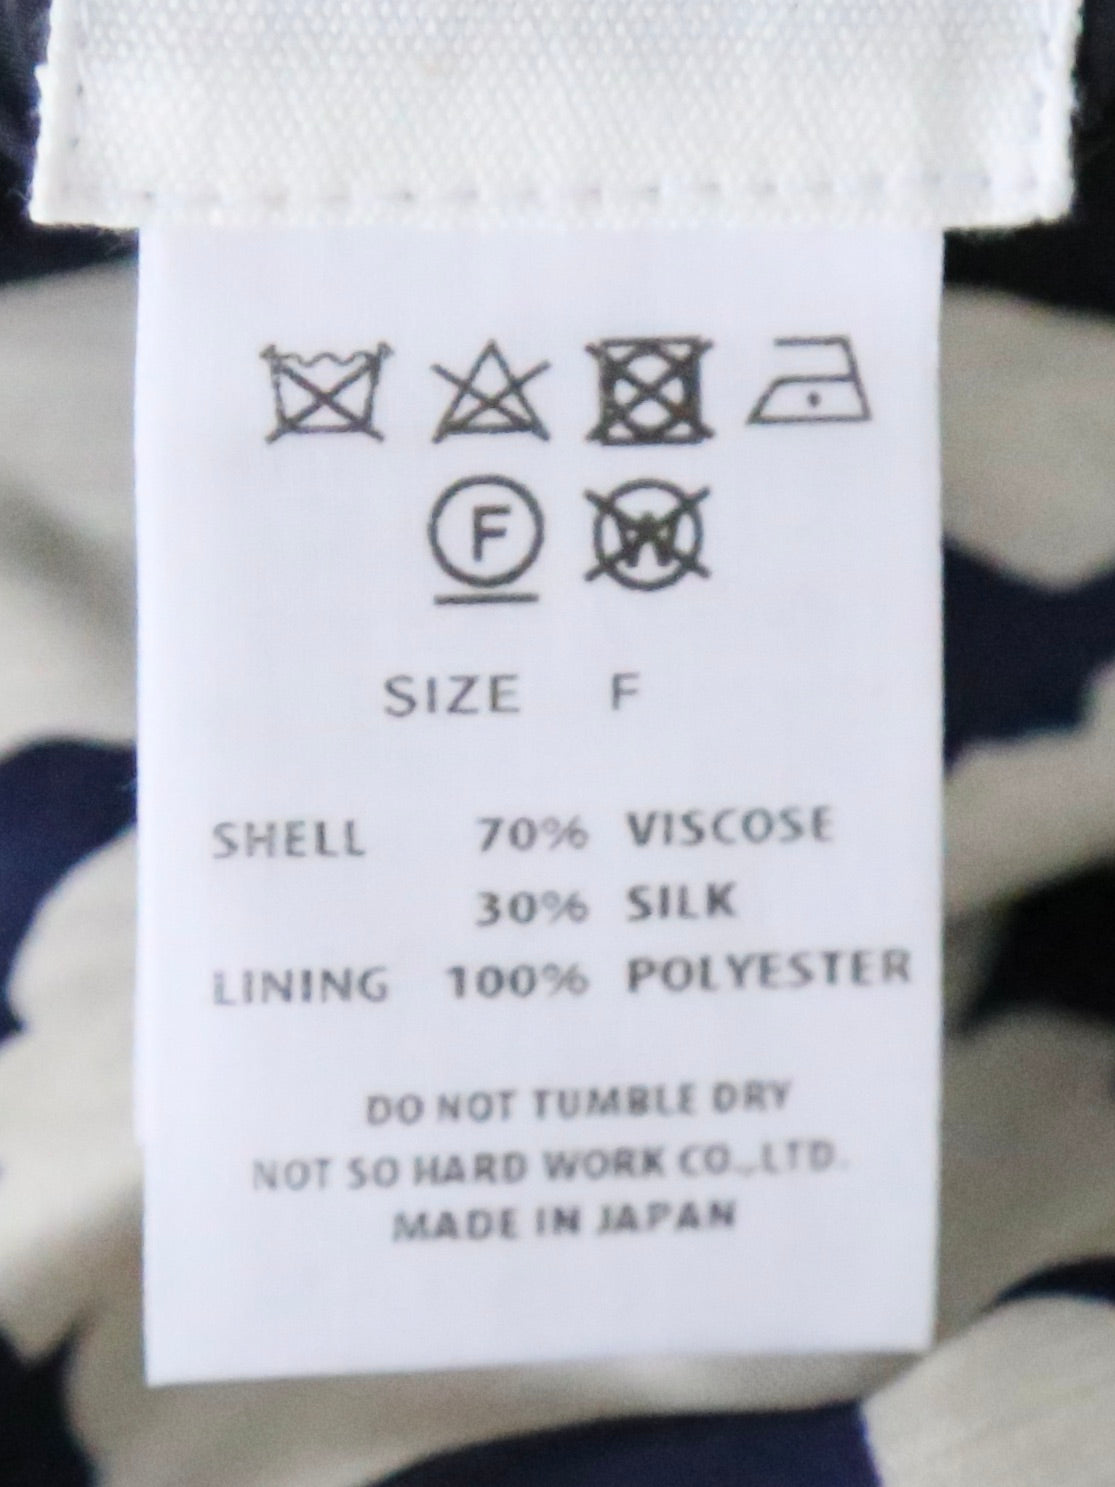 F W
SIZE F
SHELL 70% VISCOSE
30% SILK
LINING 100% POLYESTER
DO NOT TUMBLE DRY
NOT SO HARD WORK CO.,LTD.
MADE IN JAPAN